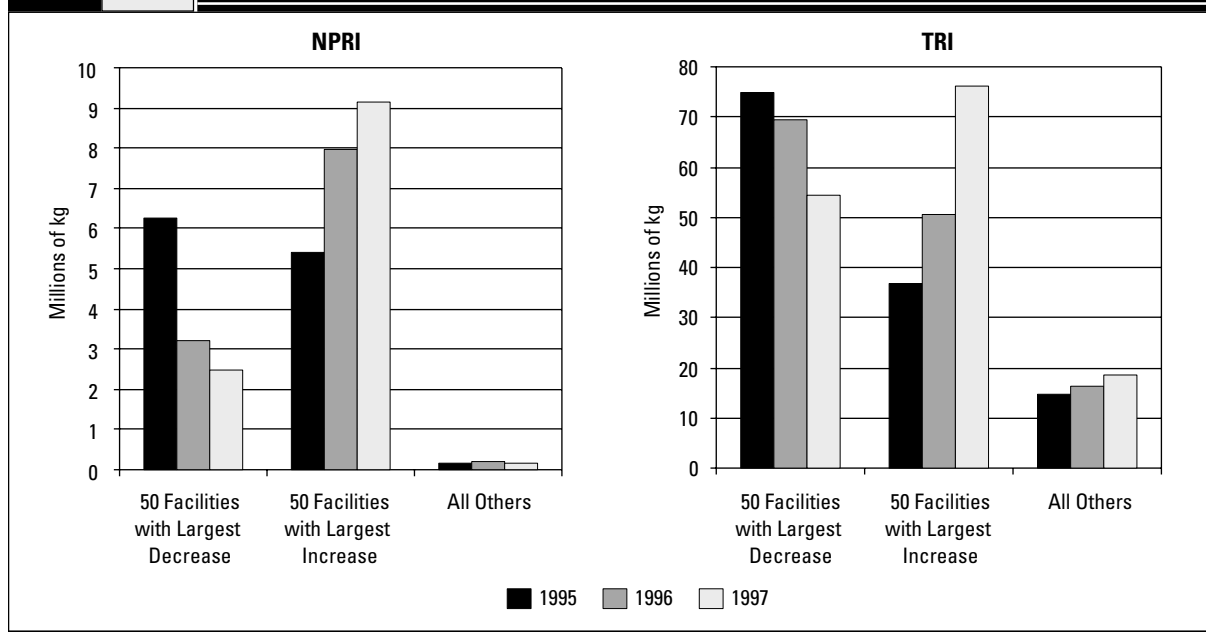 NPRI
10
9
8
7
6
5
4
3
2
1
0
Millions of kg
50 Facilities
with Largest
Decrease
50 Facilities
with Largest
Increase
All Others
TRI
80
70
60
50
40
30
20
10
0
Millions of kg
50 Facilities
with Largest
Decrease
50 Facilities
with Largest
Increase
All Others
1995 1996 1997